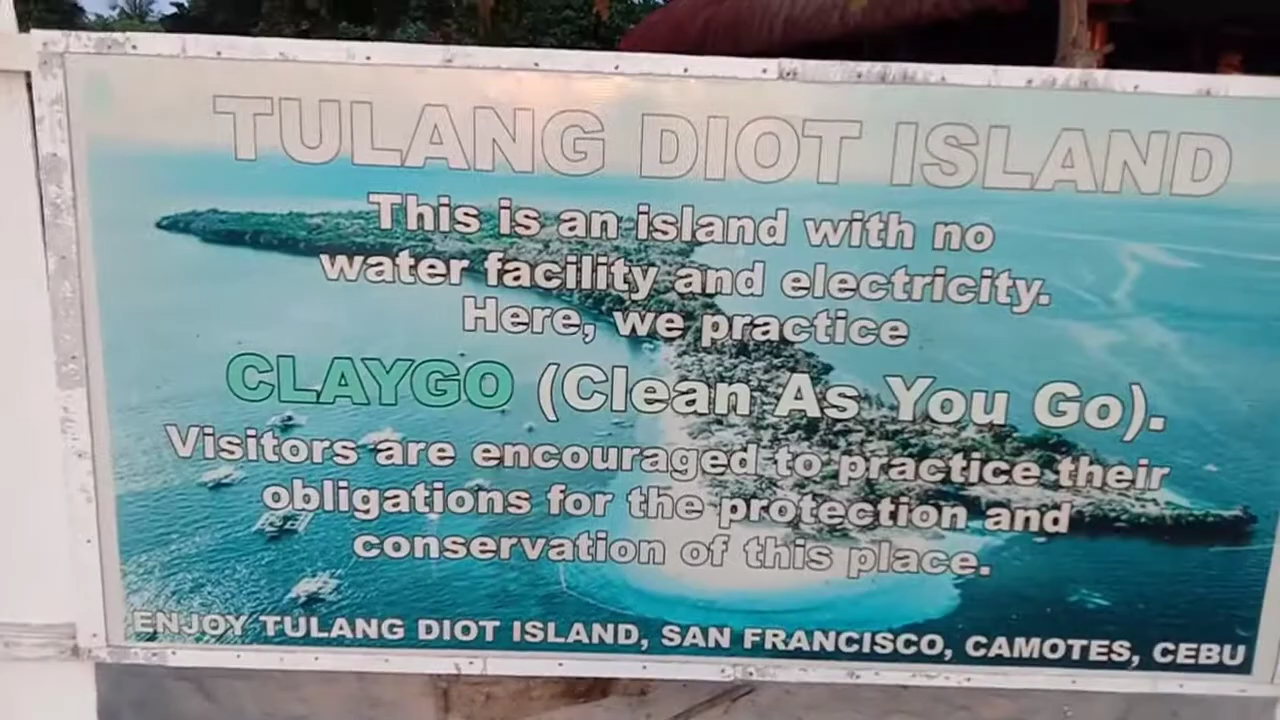 TULANG DIOT ISLAND
This is an island with no
water facility and electricity.
Here, we practice
CLAYGO (Clean As You Go).
Visitors are encouraged to practice their
obligations for the protection and
conservation of this place.
ENJOY TULANG DIOT ISLAND, SAN FRANCISCO, CAMOTES, CEBU